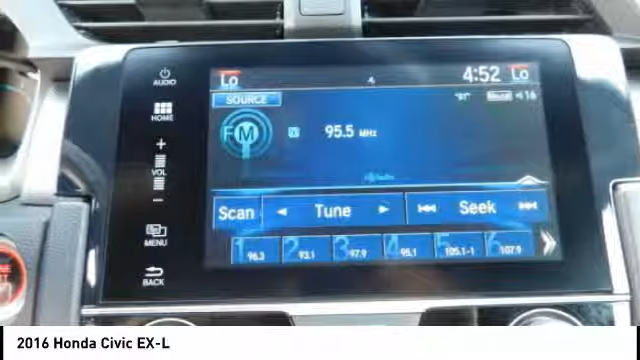 Lo 4:52 Lo
AUDIO
SOURCE
HOME
FM 95.5 MHz
+
VOL
−
Scan Tune Seek
MENU
1 96.3 2 93.1 3 97.9 4 95.1 5 105.1-1 6 107.9
BACK
2016 Honda Civic EX-L